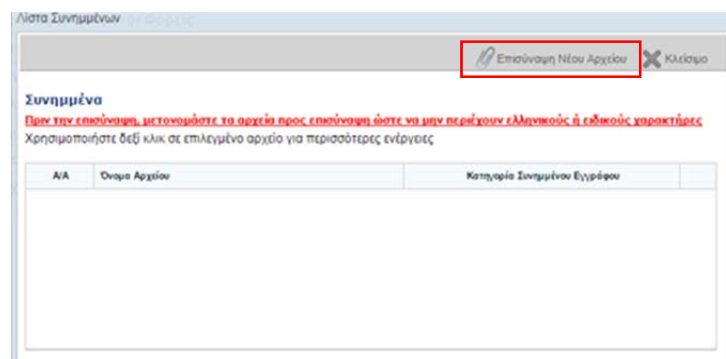 Λίστα Συνημμένων
Επισύναψη Νέου Αρχείου Κλείσιμο
Συνημμένα
Πριν την επισύναψη, μετονομάστε τα αρχεία προς επισύναψη ώστε να μην περιέχουν ελληνικούς ή ειδικούς χαρακτήρες
Χρησιμοποιήστε δεξί κλικ σε επιλεγμένο αρχείο για περισσότερες ενέργειες
Α/Α Όνομα Αρχείου Κατηγορία Συνημμένου Εγγράφου